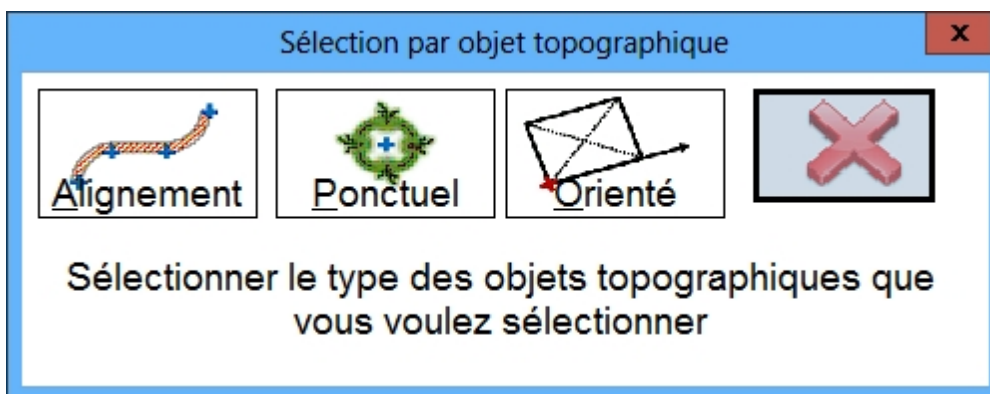 Sélection par objet topographique
x
Alignement
Ponctuel
Orienté
Sélectionner le type des objets topographiques que
vous voulez sélectionner